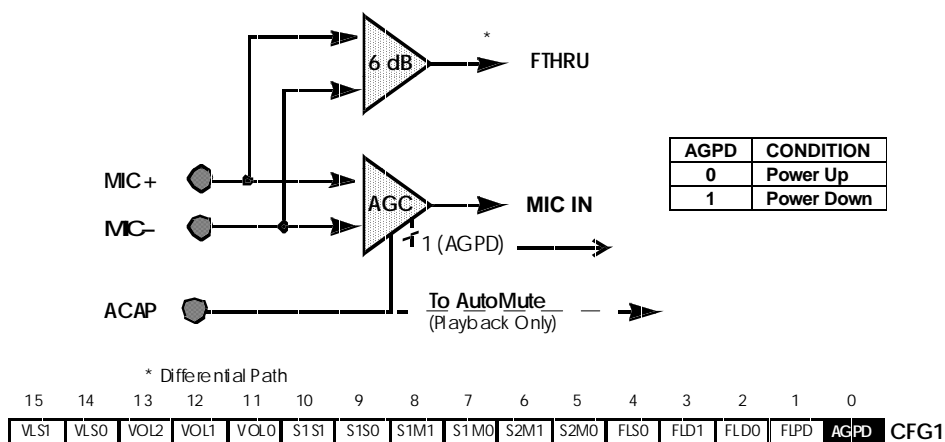 *
6 dB
FTHRU
MIC+
MIC–
AGC
MIC IN
1 (AGPD)
ACAP
To AutoMute
(Playback Only)
AGPD CONDITION
0 Power Up
1 Power Down
* Differential Path
15 14 13 12 11 10 9 8 7 6 5 4 3 2 1 0
VLS1 VLS0 VOL2 VOL1 VOL0 S1S1 S1S0 S1M1 S1M0 S2M1 S2M0 FLS0 FLD1 FLD0 FLPD AGPD CFG1